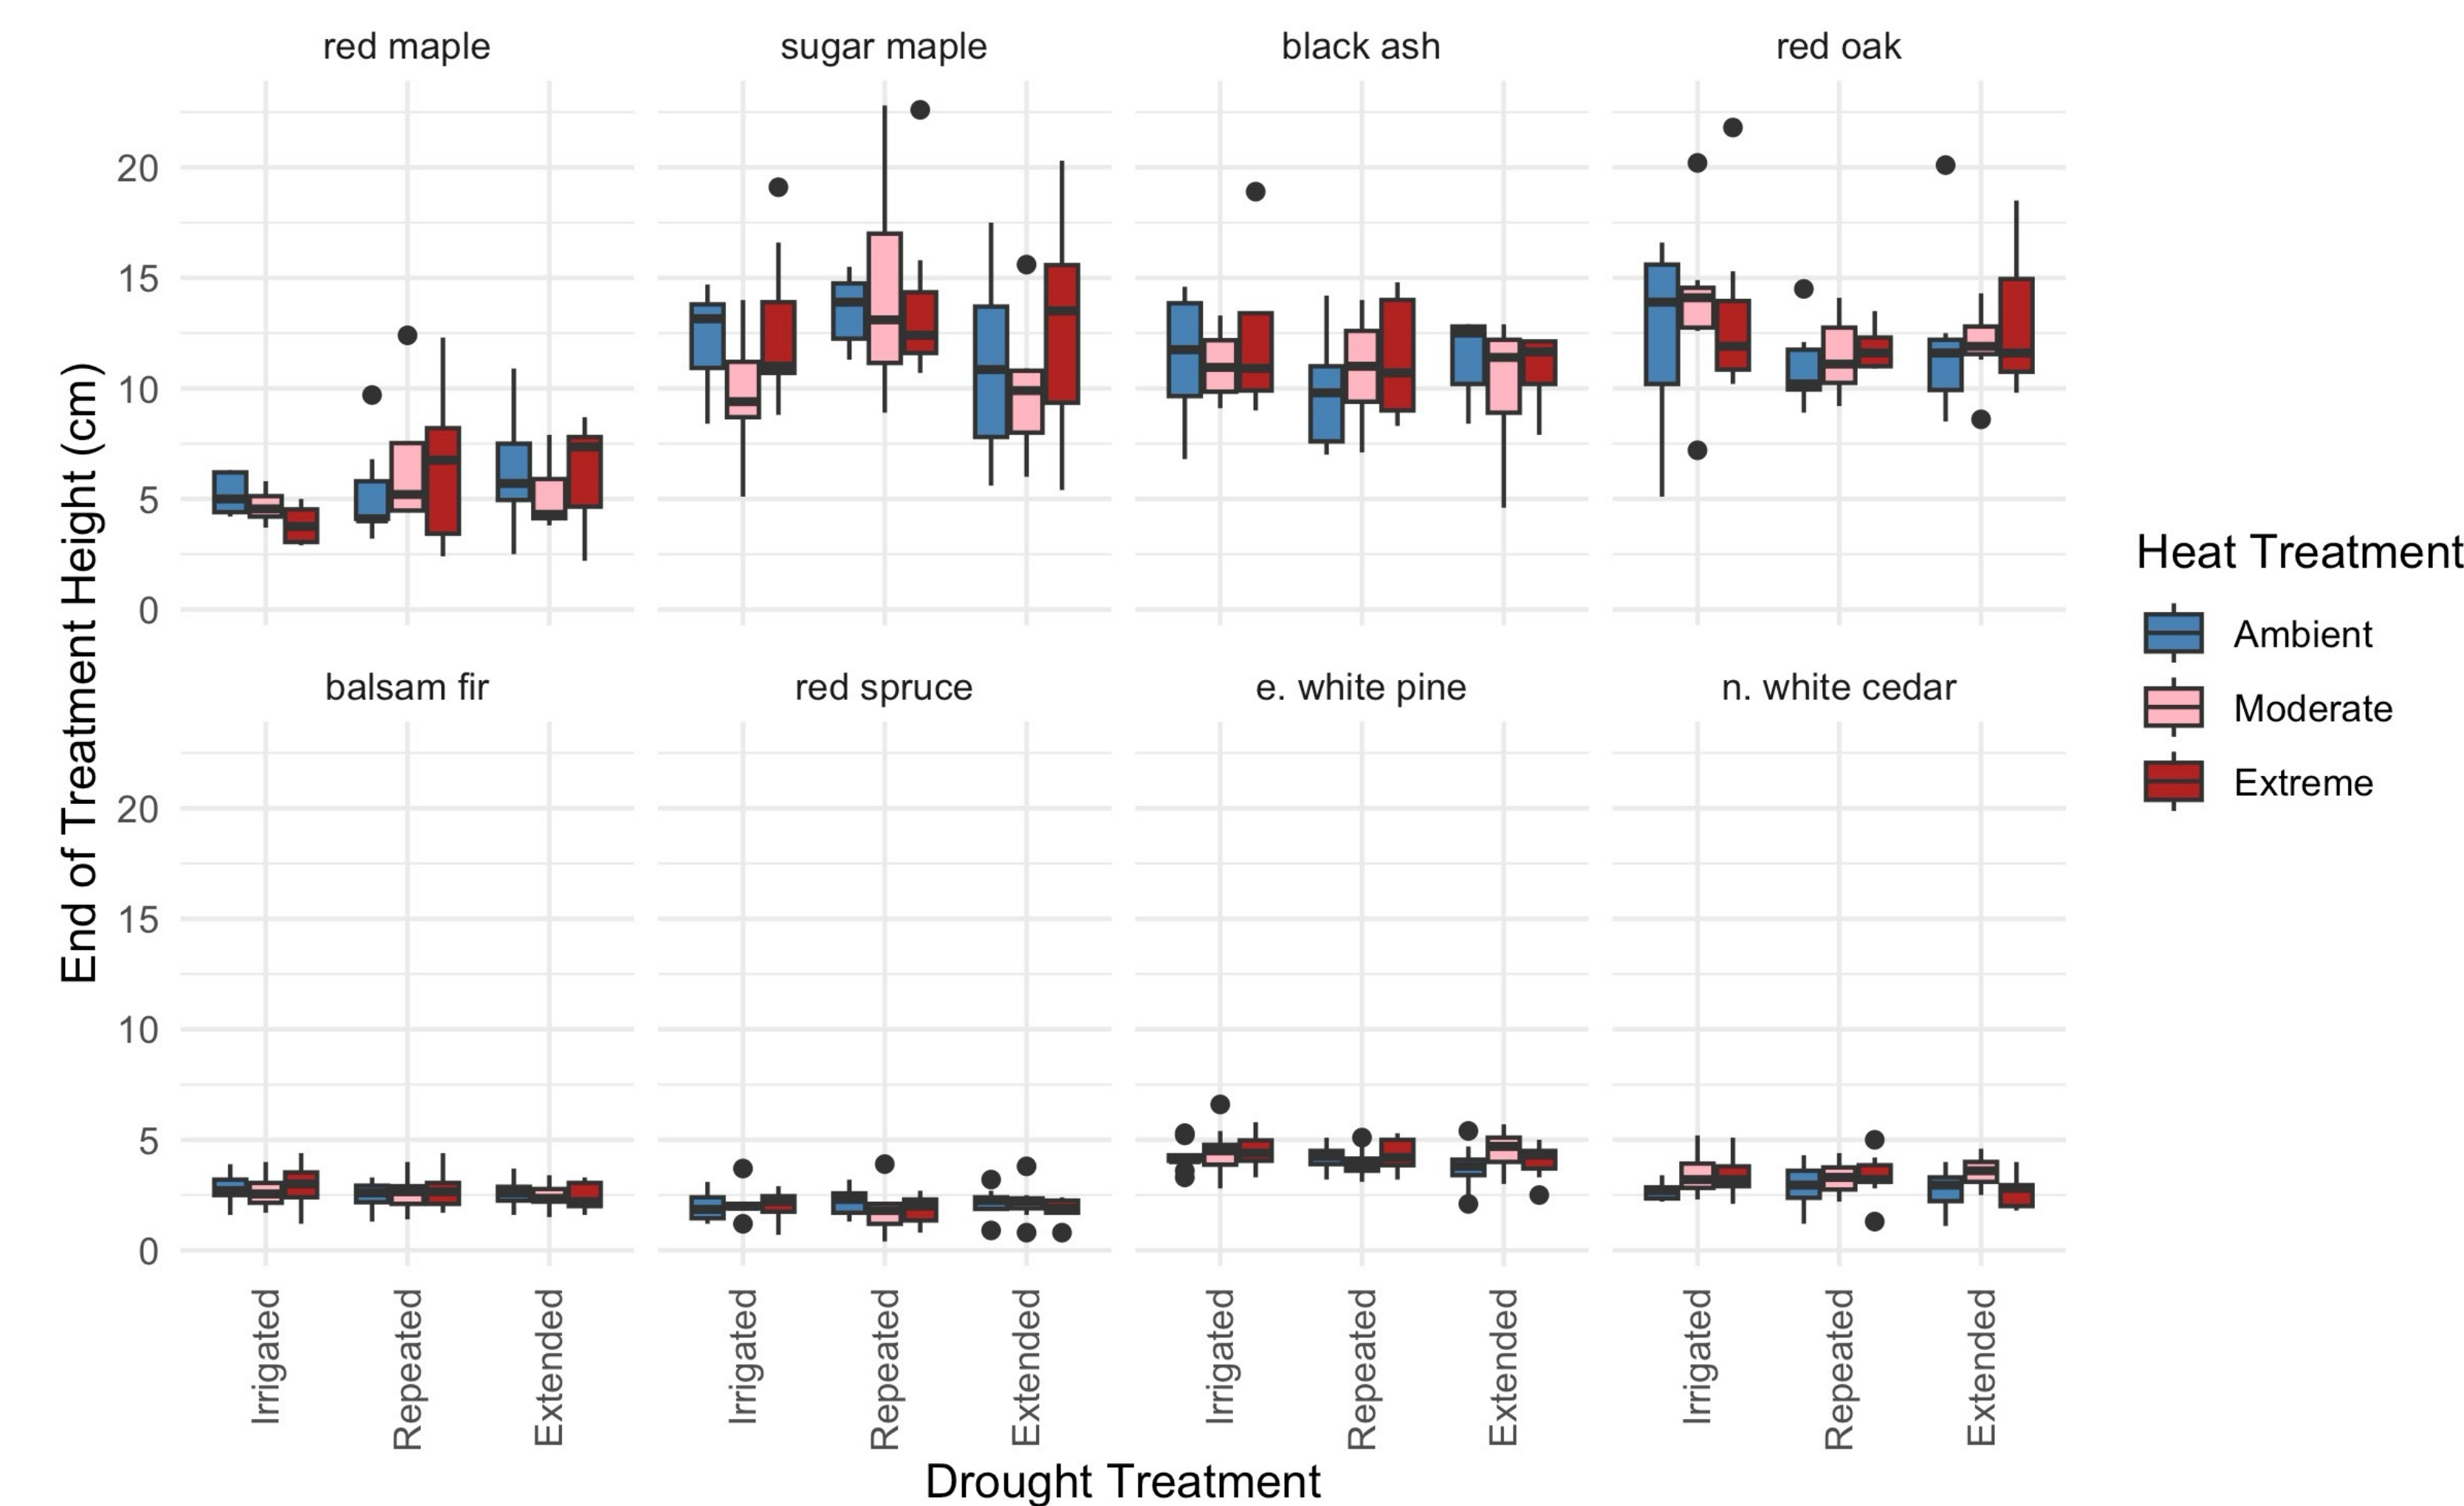 red maple
sugar maple
black ash
red oak
20
15
10
5
0
balsam fir
red spruce
e. white pine
n. white cedar
20
15
10
5
0
End of Treatment Height (cm)
Irrigated
Repeated
Extended
Irrigated
Repeated
Extended
Irrigated
Repeated
Extended
Irrigated
Repeated
Extended
Drought Treatment
Heat Treatment
Ambient
Moderate
Extreme